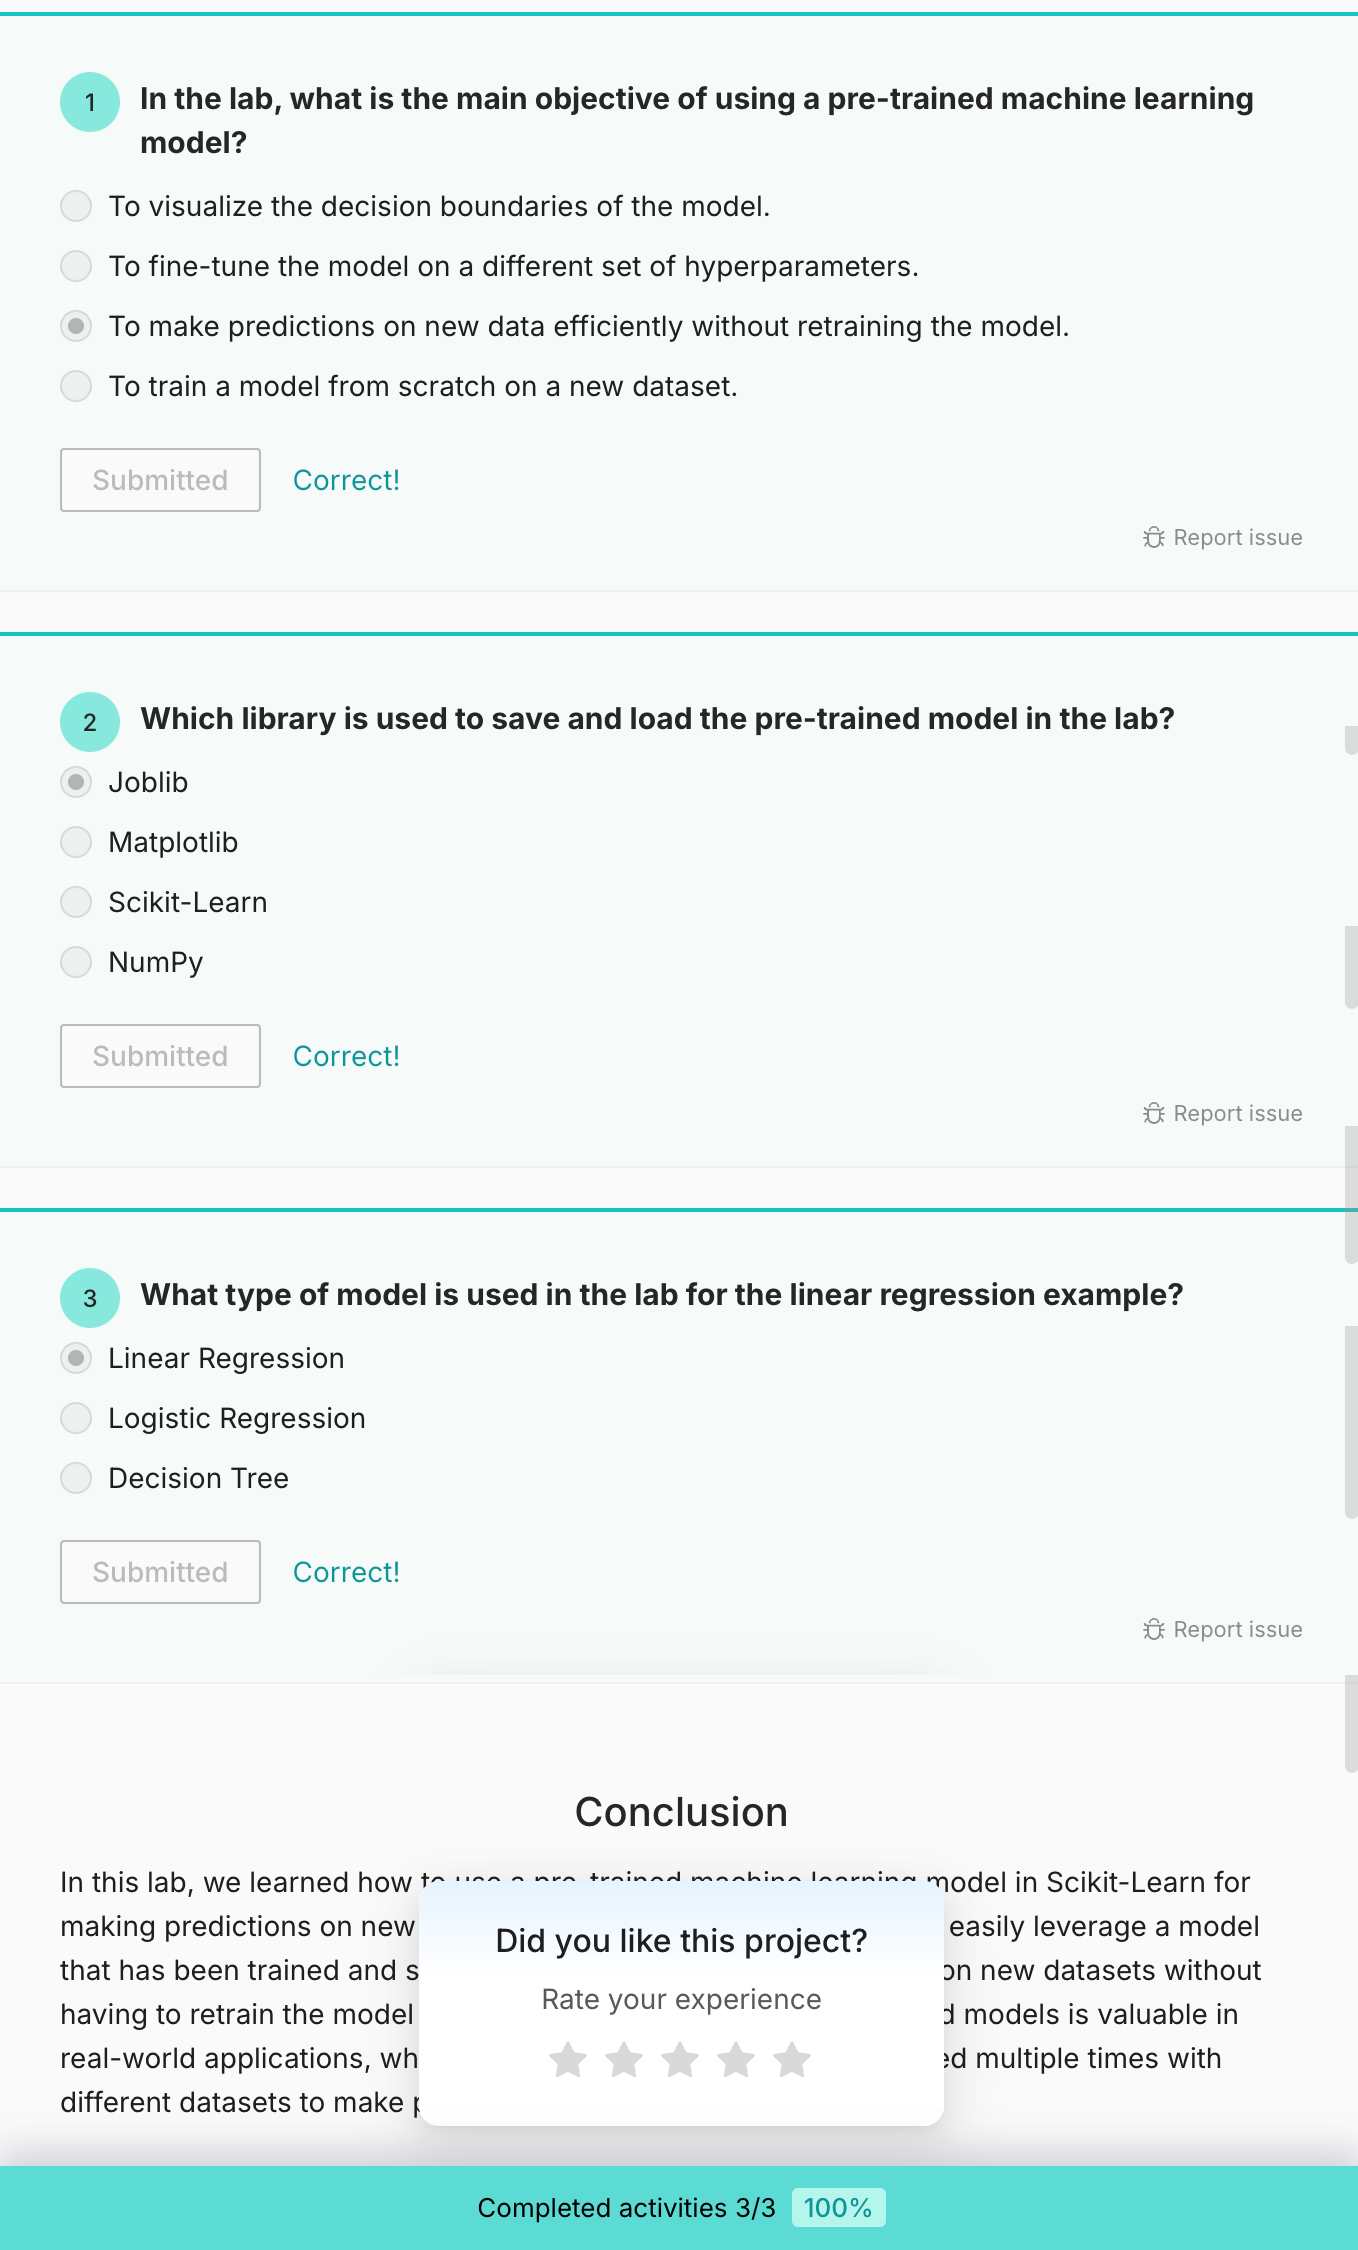 1
In the lab, what is the main objective of using a pre-trained machine learning
model?
To visualize the decision boundaries of the model.
To fine-tune the model on a different set of hyperparameters.
To make predictions on new data efficiently without retraining the model.
To train a model from scratch on a new dataset.
Submitted Correct!
Report issue
2
Which library is used to save and load the pre-trained model in the lab?
Joblib
Matplotlib
Scikit-Learn
NumPy
Submitted Correct!
Report issue
3
What type of model is used in the lab for the linear regression example?
Linear Regression
Logistic Regression
Decision Tree
Submitted Correct!
Report issue
Conclusion
In this lab, we learned how to use a pre-trained machine learning model in Scikit-Learn for
making predictions on new easily leverage a model
that has been trained and on new datasets without
having to retrain the model models is valuable in
real-world applications, multiple times with
different datasets to make
Did you like this project?
Rate your experience
Completed activities 3/3 100%